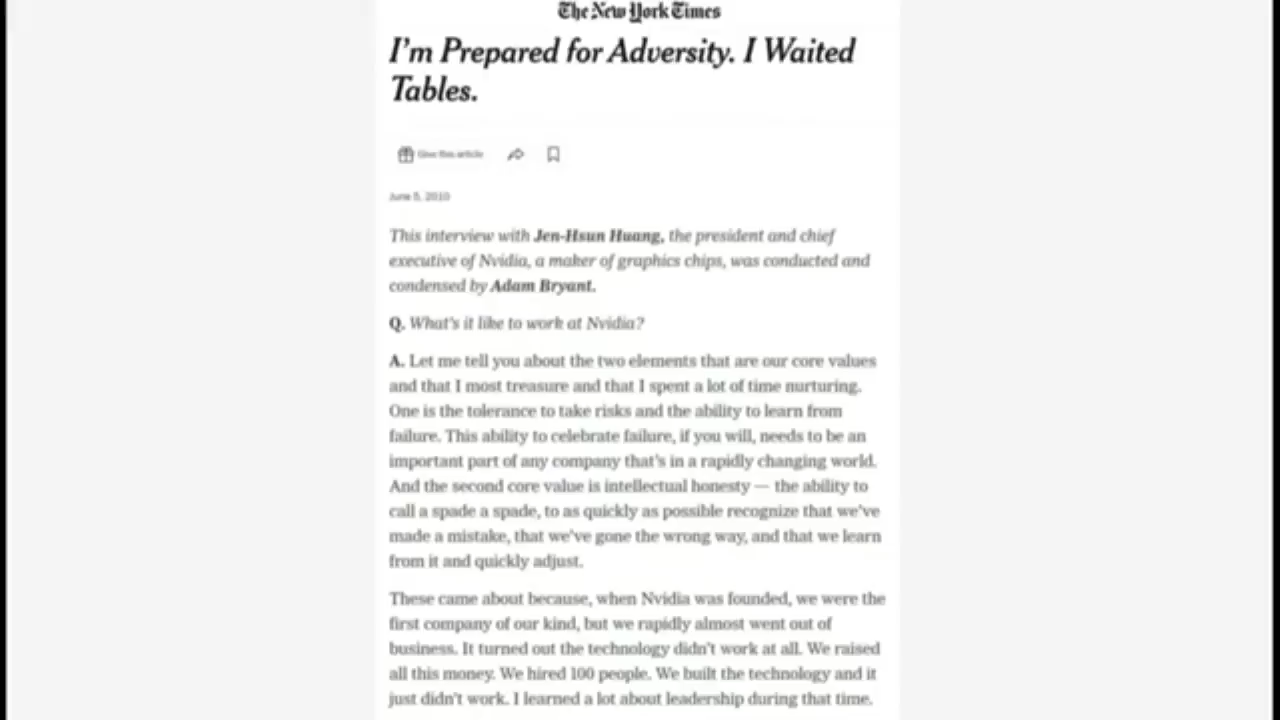 The New York Times
I'm Prepared for Adversity. I Waited
Tables.
Give this article
June 5, 2010
This interview with Jen-Hsun Huang, the president and chief
executive of Nvidia, a maker of graphics chips, was conducted and
condensed by Adam Bryant.
Q. What's it like to work at Nvidia?
A. Let me tell you about the two elements that are our core values
and that I most treasure and that I spent a lot of time nurturing.
One is the tolerance to take risks and the ability to learn from
failure. This ability to celebrate failure, if you will, needs to be an
important part of any company that's in a rapidly changing world.
And the second core value is intellectual honesty — the ability to
call a spade a spade, to as quickly as possible recognize that we've
made a mistake, that we've gone the wrong way, and that we learn
from it and quickly adjust.
These came about because, when Nvidia was founded, we were the
first company of our kind, but we rapidly almost went out of
business. It turned out the technology didn't work at all. We raised
all this money. We hired 100 people. We built the technology and it
just didn't work. I learned a lot about leadership during that time.